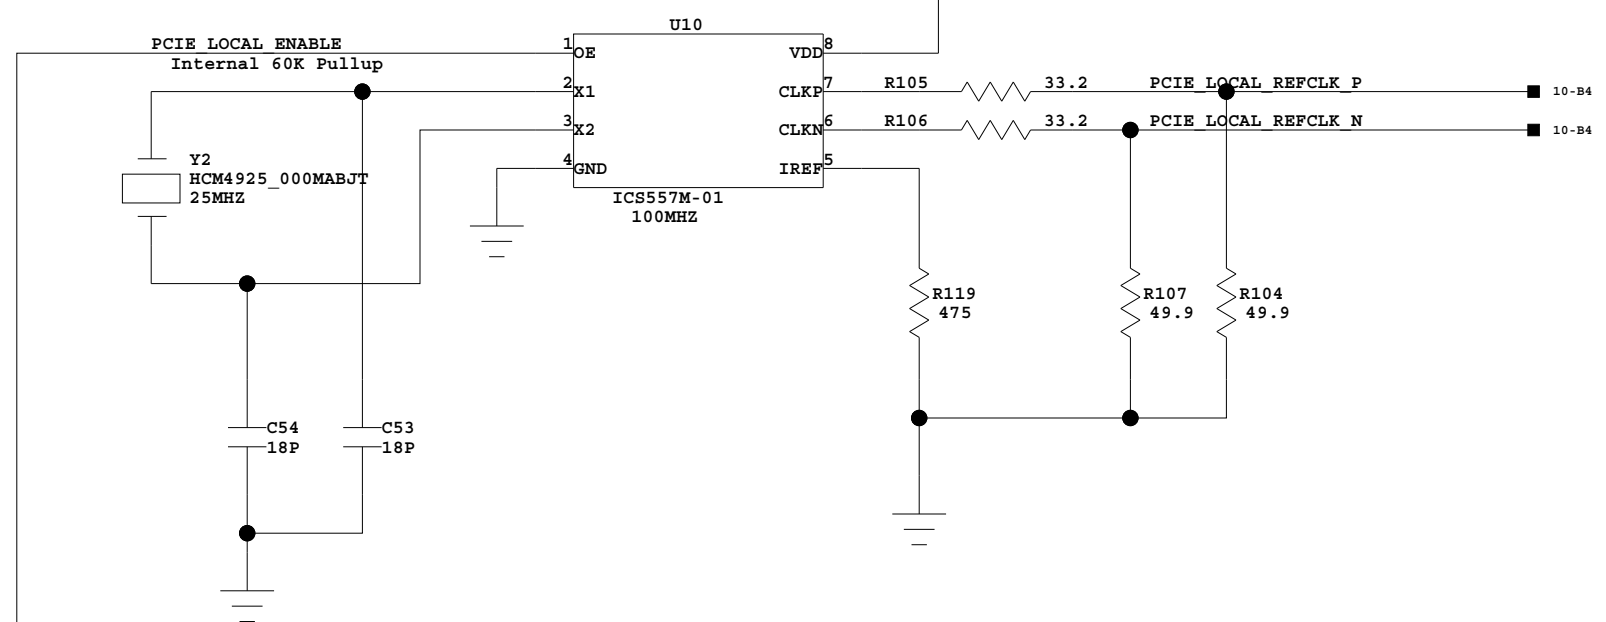 U10
PCIE_LOCAL_ENABLE
Internal 60K Pullup
1
OE
VDD
8
2
X1
CLKP
7
R105
33.2
PCIE_LOCAL_REFCLK_P
10-B4
3
X2
CLKN
6
R106
33.2
PCIE_LOCAL_REFCLK_N
10-B4
4
GND
IREF
5
Y2
HCM4925_000MABJT
25MHZ
ICS557M-01
100MHZ
R119
475
R107
49.9
R104
49.9
C54
18P
C53
18P